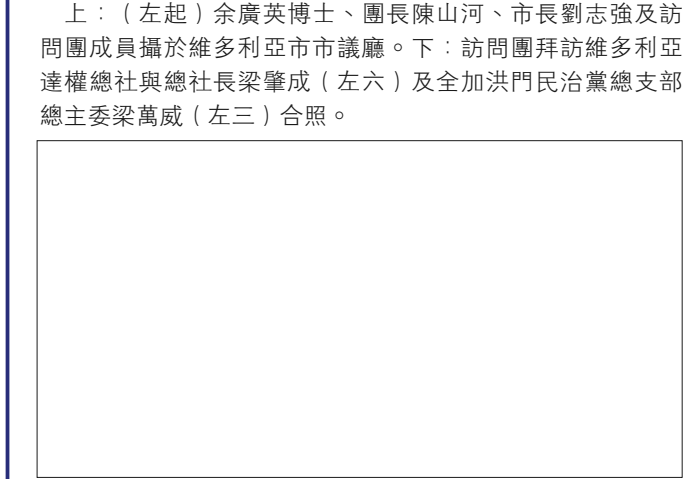 上：（左起）余廣英博士、團長陳山河、市長劉志強及訪
問團成員攝於維多利亞市市議廳。下：訪問團拜訪維多利亞
達權總社與總社長梁肇成（左六）及全加洪門民治黨總支部
總主委梁萬威（左三）合照。